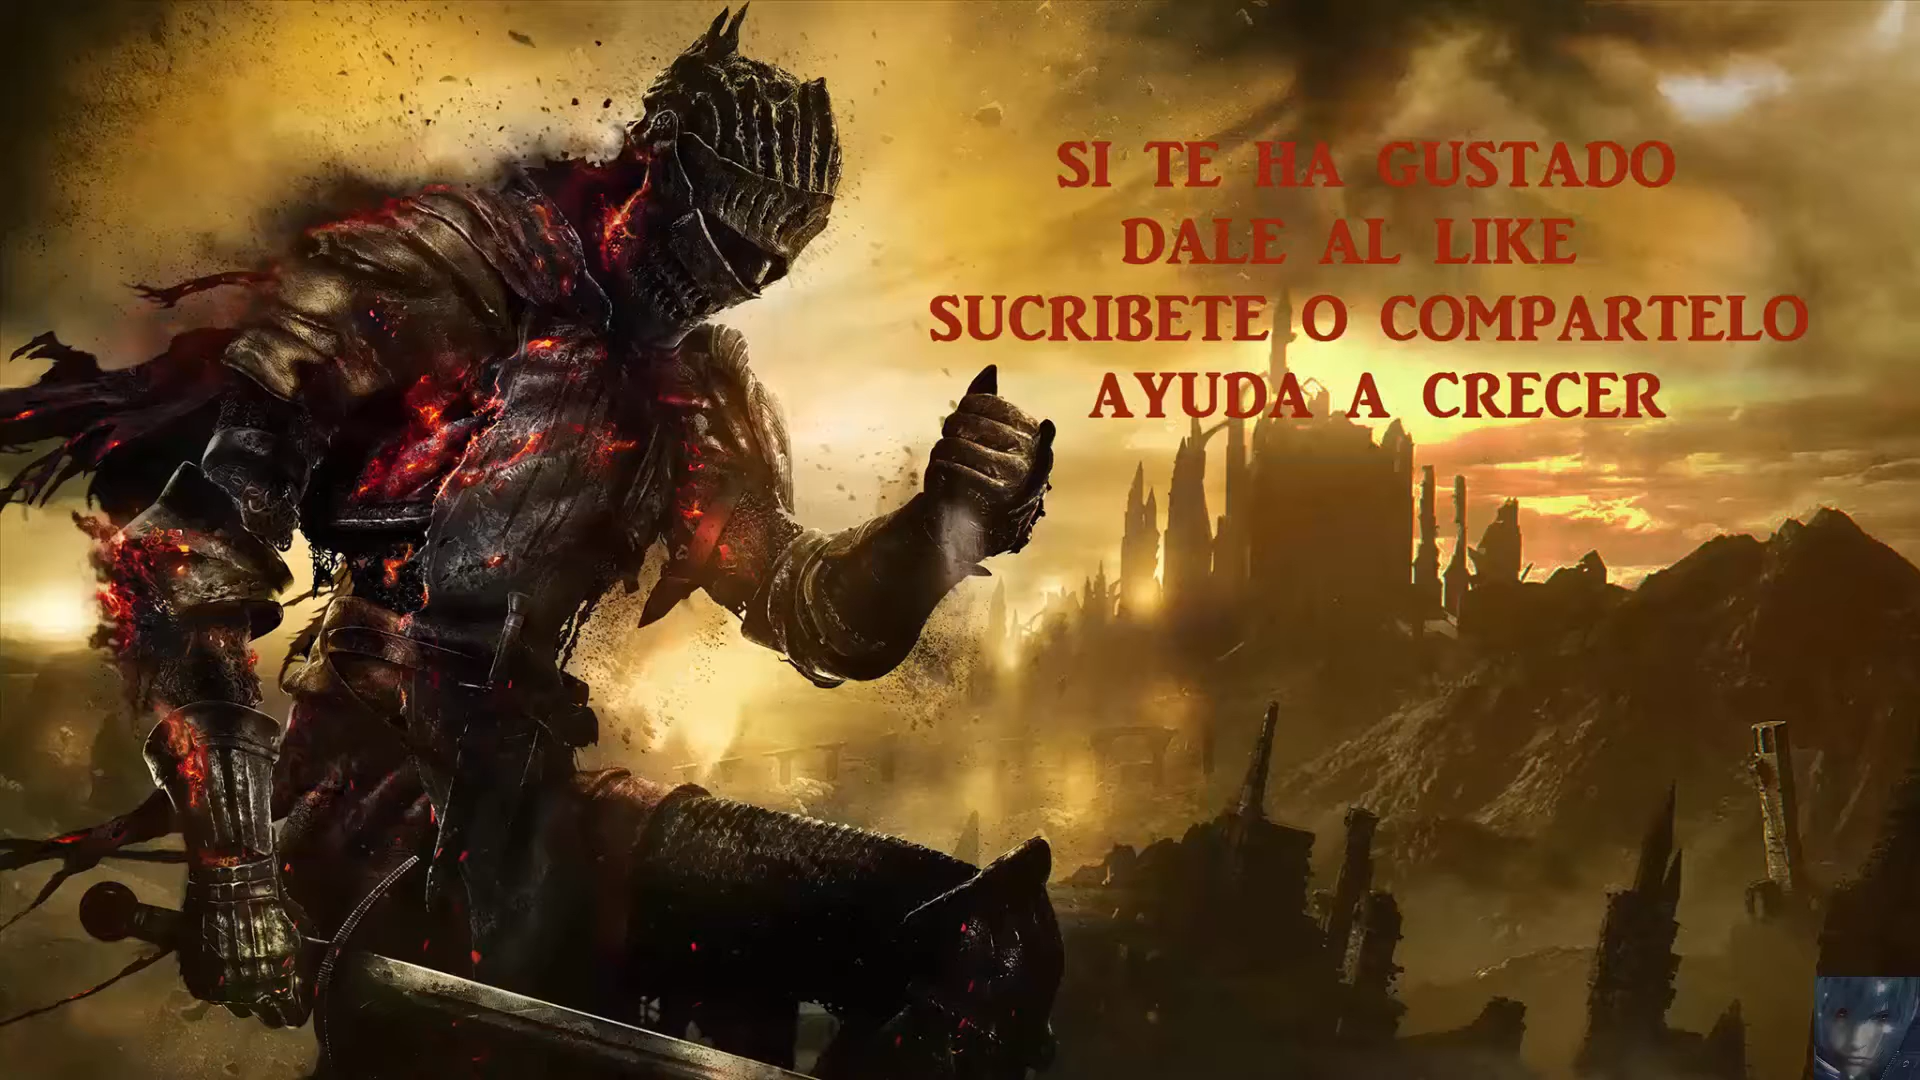 SI TE HA GUSTADO
DALE AL LIKE
SUCRIBETE O COMPARTELO
AYUDA A CRECER